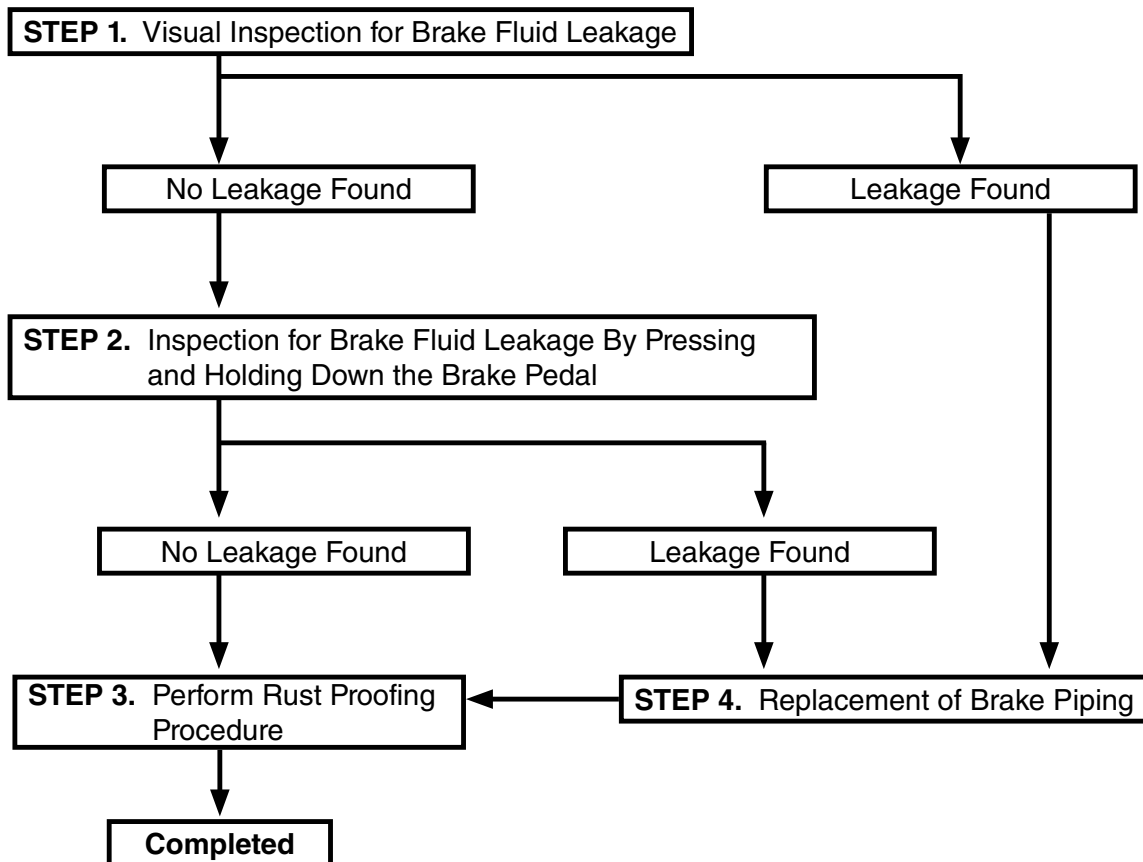 STEP 1. Visual Inspection for Brake Fluid Leakage
No Leakage Found
Leakage Found
STEP 2. Inspection for Brake Fluid Leakage By Pressing
and Holding Down the Brake Pedal
No Leakage Found
Leakage Found
STEP 3. Perform Rust Proofing
Procedure
STEP 4. Replacement of Brake Piping
Completed